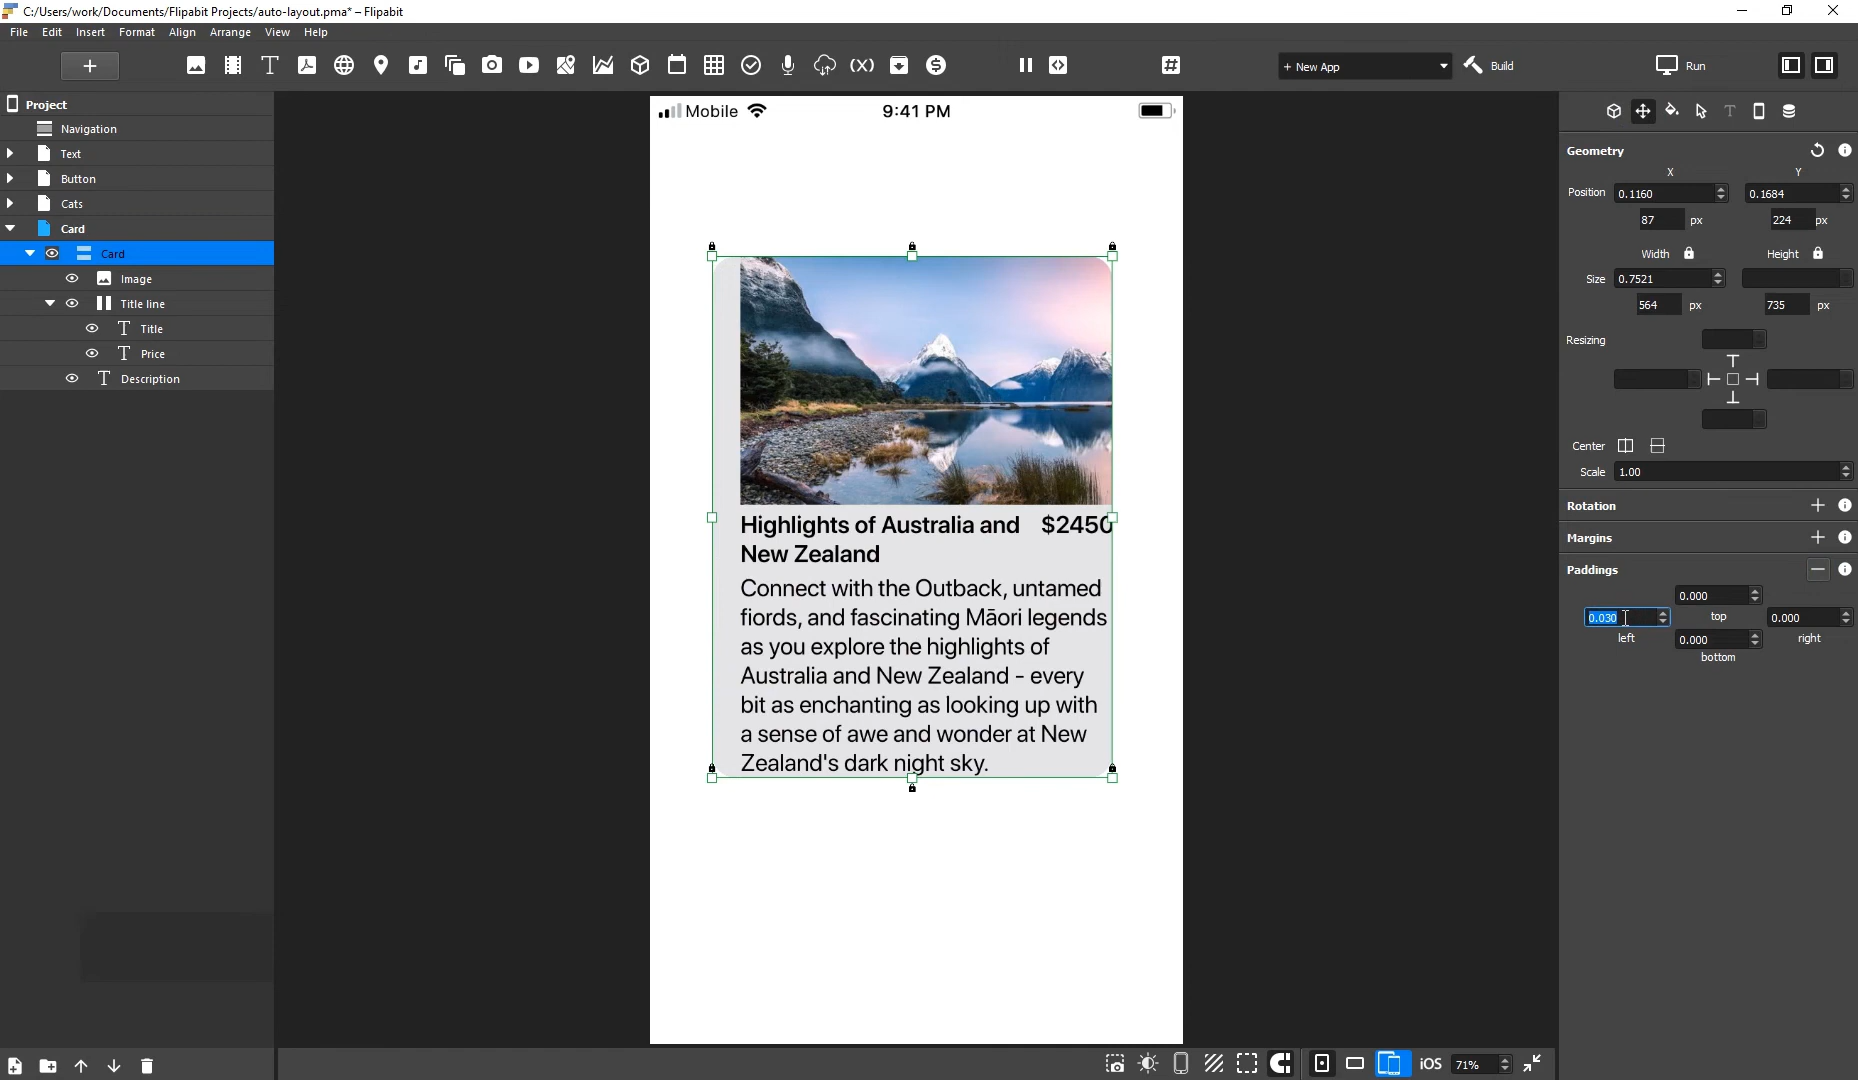 C:/Users/work/Documents/Flipabit Projects/auto-layout.pma* – Flipabit
File Edit Insert Format Align Arrange View Help
+ New App
Build
Run
Project
Navigation
Text
Button
Cats
Card
Card
Image
Title line
Title
Price
Description
Mobile 9:41 PM
Highlights of Australia and $2450
New Zealand
Connect with the Outback, untamed
fiords, and fascinating Māori legends
as you explore the highlights of
Australia and New Zealand - every
bit as enchanting as looking up with
a sense of awe and wonder at New
Zealand's dark night sky.
Geometry
X Y
Position 0.1160 0.1684
87 px 224 px
Width Height
Size 0.7521
564 px 735 px
Resizing
Center
Scale 1.00
Rotation
Margins
Paddings
0.000
0.030 top 0.000
left 0.000 right
bottom
iOS 71%